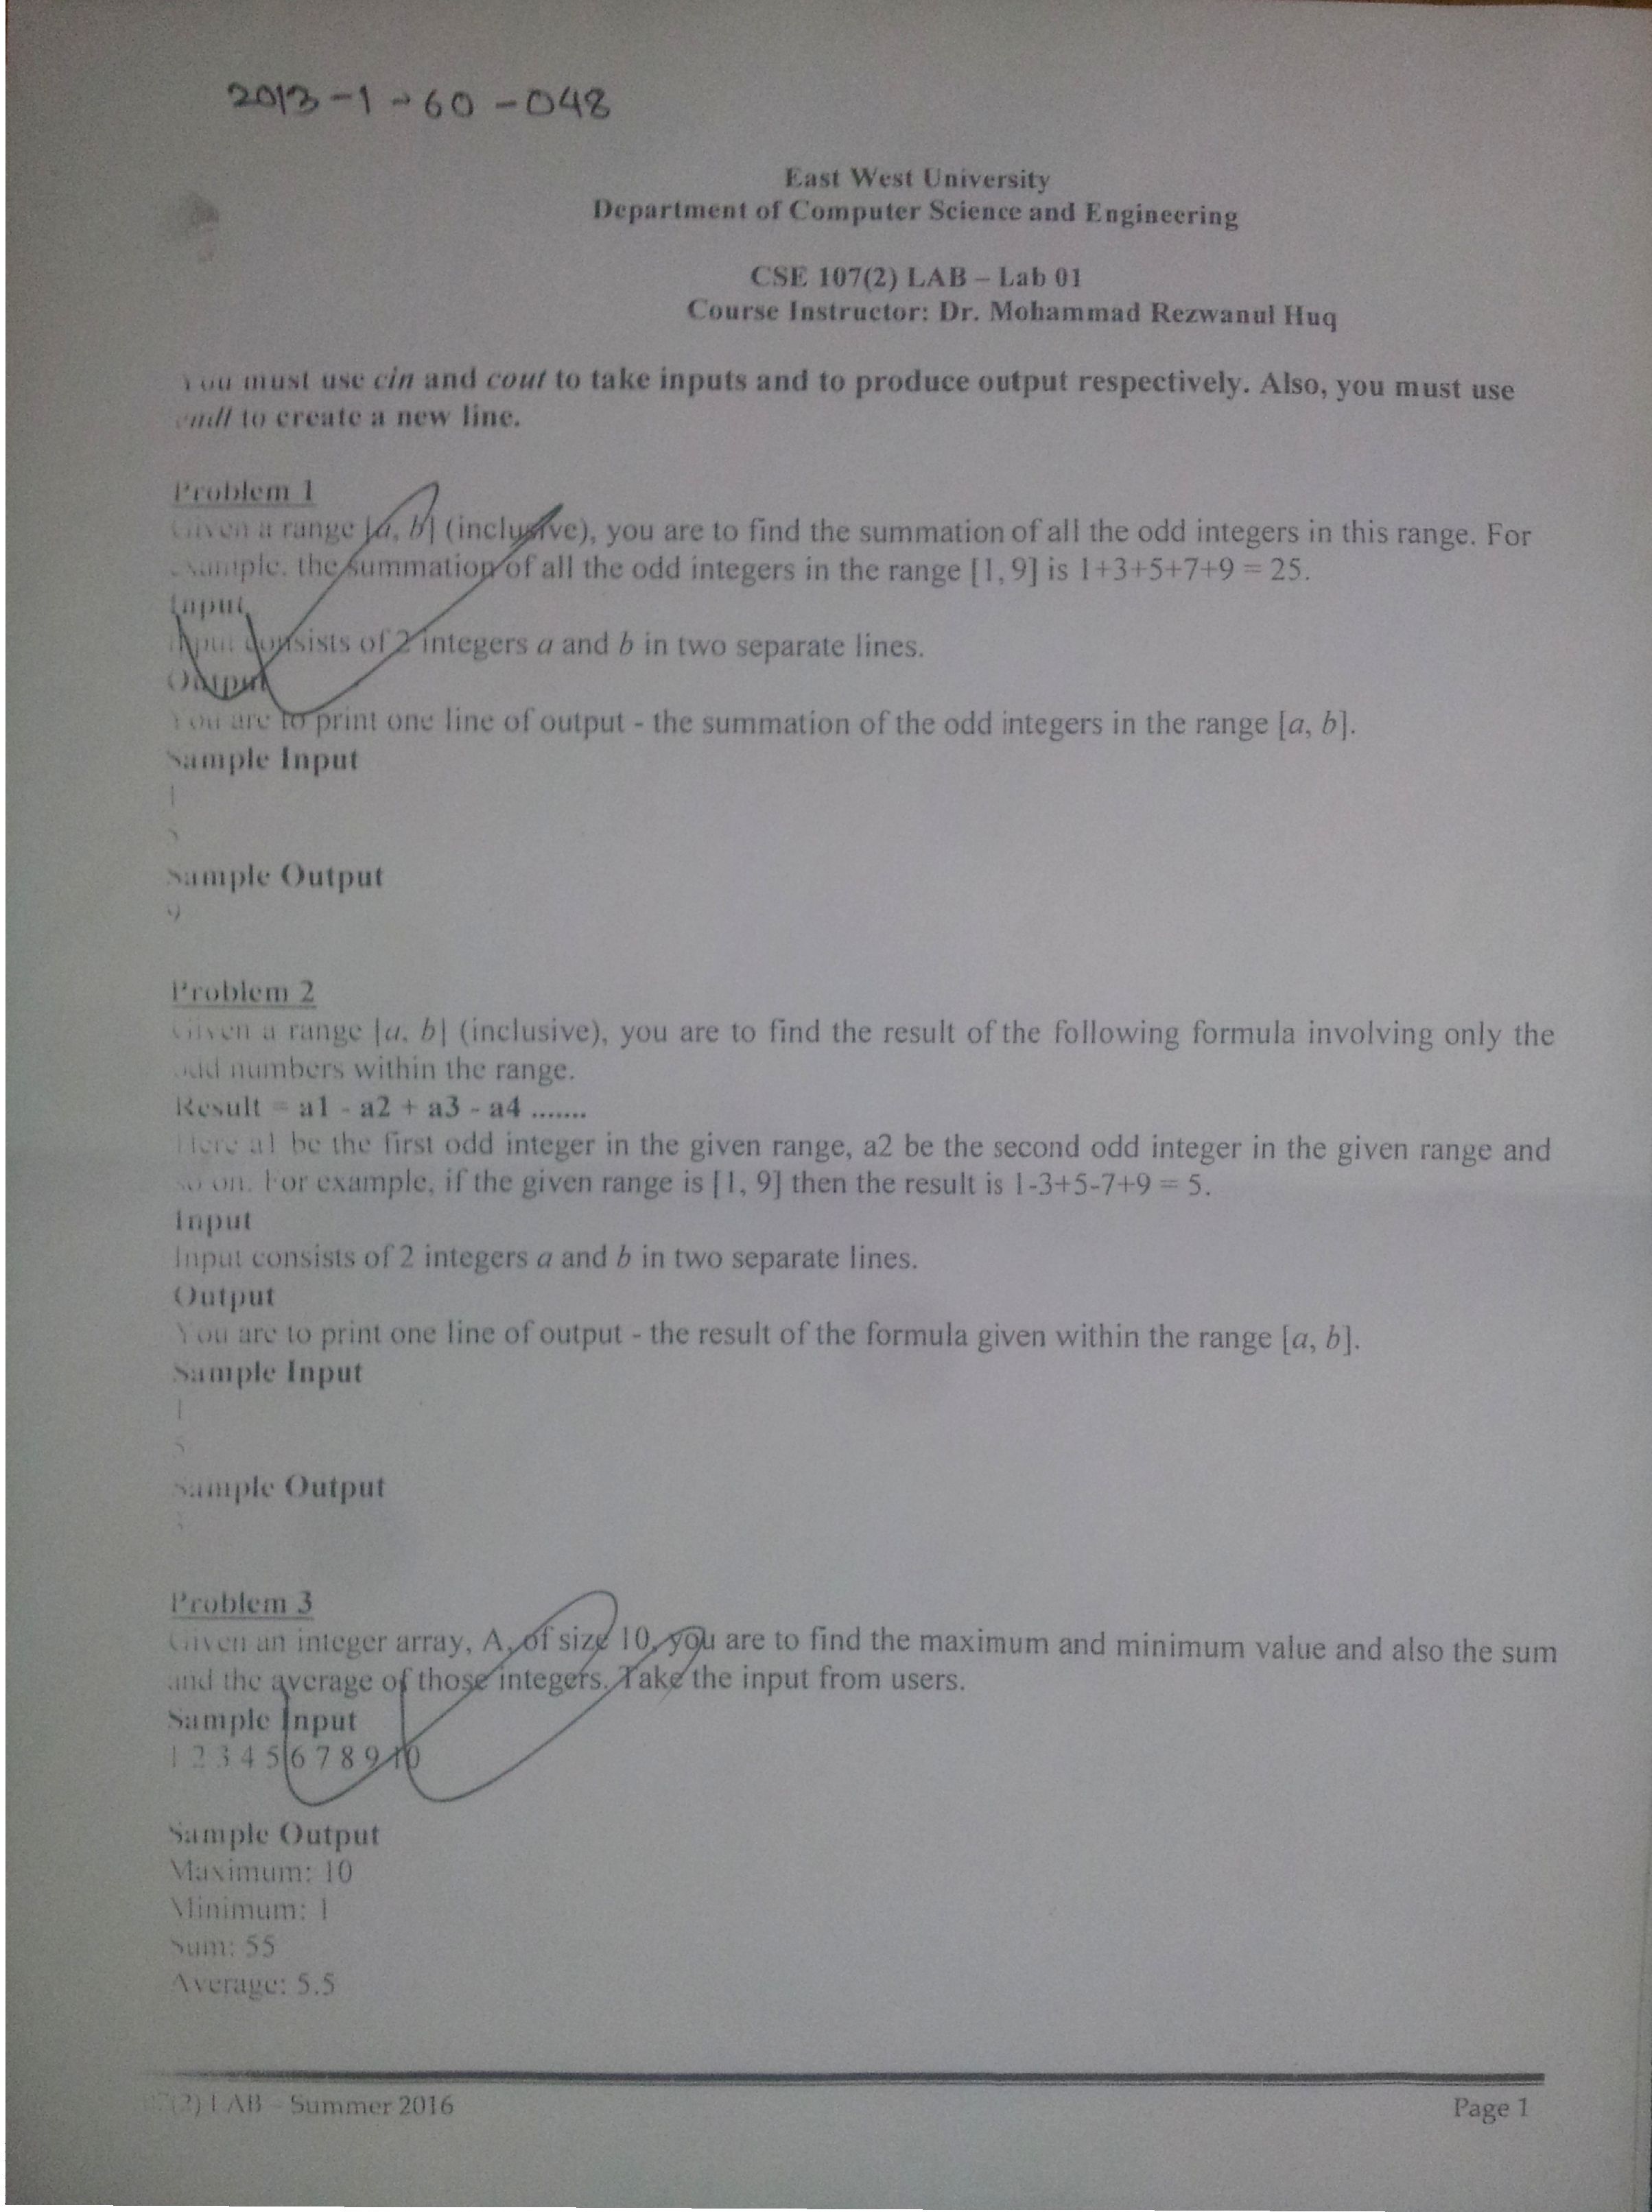 2013-1-60-048
East West University
Department of Computer Science and Engineering
CSE 107(2) LAB – Lab 01
Course Instructor: Dr. Mohammad Rezwanul Huq
You must use cin and cout to take inputs and to produce output respectively. Also, you must use
endl to create a new line.
Problem 1
Given a range [a, b] (inclusive), you are to find the summation of all the odd integers in this range. For
example, the summation of all the odd integers in the range [1, 9] is 1+3+5+7+9 = 25.
Input
Input consists of 2 integers a and b in two separate lines.
Output
You are to print one line of output - the summation of the odd integers in the range [a, b].
Sample Input
1
5
Sample Output
9
Problem 2
Given a range [a, b] (inclusive), you are to find the result of the following formula involving only the
odd numbers within the range.
Result = a1 - a2 + a3 - a4 .......
Here a1 be the first odd integer in the given range, a2 be the second odd integer in the given range and
so on. For example, if the given range is [1, 9] then the result is 1-3+5-7+9 = 5.
Input
Input consists of 2 integers a and b in two separate lines.
Output
You are to print one line of output - the result of the formula given within the range [a, b].
Sample Input
1
5
Sample Output
Problem 3
Given an integer array, A, of size 10, you are to find the maximum and minimum value and also the sum
and the average of those integers. Take the input from users.
Sample Input
1 2 3 4 5 6 7 8 9 10
Sample Output
Maximum: 10
Minimum: 1
Sum: 55
Average: 5.5
(2) LAB – Summer 2016
Page 1